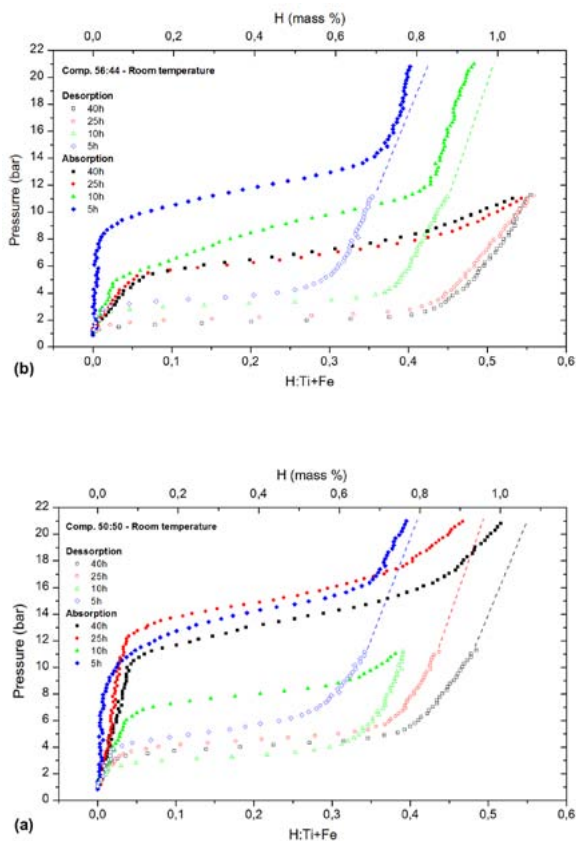 H (mass %)
0,0 0,2 0,4 0,6 0,8 1,0
22
20
18
16
14
12
10
8
6
4
2
0
Pressurre (bar)
Comp. 56:44 - Room temperature
Desorption
40h
25h
10h
5h
Absorption
40h
25h
10h
5h
0,0 0,1 0,2 0,3 0,4 0,5 0,6
H:Ti+Fe
(b)
H (mass %)
0,0 0,2 0,4 0,6 0,8 1,0
22
20
18
16
14
12
10
8
6
4
2
0
Pressure (bar)
Comp. 50:50 - Room temperature
Dessorption
40h
25h
10h
5h
Absorption
40h
25h
10h
5h
0,0 0,1 0,2 0,3 0,4 0,5 0,6
H:Ti+Fe
(a)